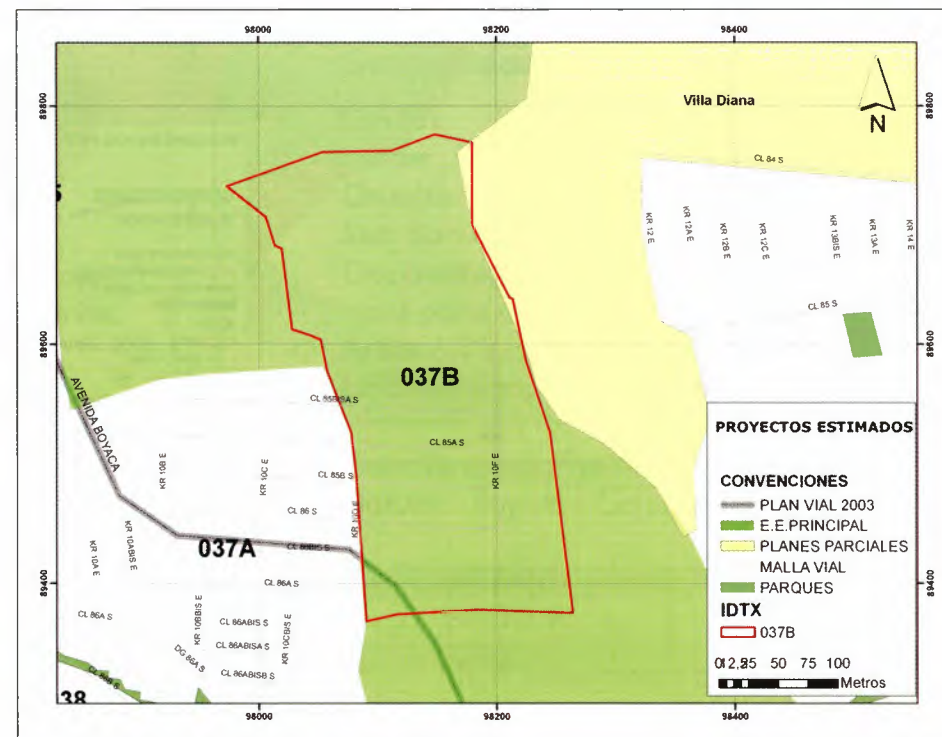 98000 98200 98400
89800 Villa Diana 89800
N
CL 84 S
KR 12 E KR 12A E KR 12B E KR 12C E KR 13BIS E KR 13A E KR 14 E
CL 85 S
89600 89600
037B
AVENIDA BOYACA
CL 85BISA S
CL 85A S
KR 10B E KR 10C E CL 85B S KR 10F E
CL 86 S
KR 10D E
KR 10ABIS E
037A CL 86BIS S
KR 10A E
CL 86A S
89400
CL 86A S
KR 10BBIS E CL 86ABIS S KR 10CBIS E
CL 86ABISA S
DG 86A S
CL 86ABISB S
CL 86B S
38
PROYECTOS ESTIMADOS
CONVENCIONES
PLAN VIAL 2003
E.E.PRINCIPAL
PLANES PARCIALES
MALLA VIAL
PARQUES
IDTX
037B
50 75 100
Metros
89400
98000 98200 98400